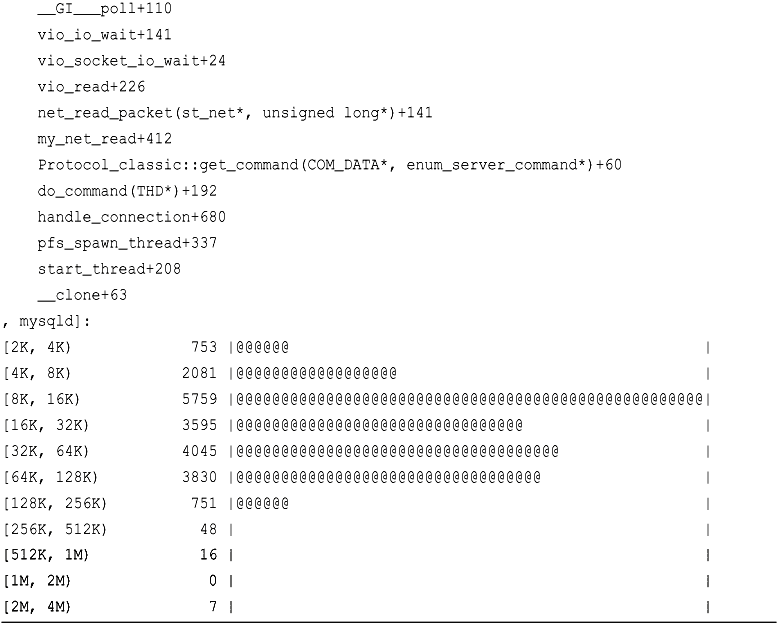 __GI___poll+110
vio_io_wait+141
vio_socket_io_wait+24
vio_read+226
net_read_packet(st_net*, unsigned long*)+141
my_net_read+412
Protocol_classic::get_command(COM_DATA*, enum_server_command*)+60
do_command(THD*)+192
handle_connection+680
pfs_spawn_thread+337
start_thread+208
__clone+63
, mysqld]:
[2K, 4K) 753 |@@@@@@ |
[4K, 8K) 2081 |@@@@@@@@@@@@@@@@@@ |
[8K, 16K) 5759 |@@@@@@@@@@@@@@@@@@@@@@@@@@@@@@@@@@@@@@@@@@@@@@@@@@@@|
[16K, 32K) 3595 |@@@@@@@@@@@@@@@@@@@@@@@@@@@@@@@@ |
[32K, 64K) 4045 |@@@@@@@@@@@@@@@@@@@@@@@@@@@@@@@@@@@@ |
[64K, 128K) 3830 |@@@@@@@@@@@@@@@@@@@@@@@@@@@@@@@@@@ |
[128K, 256K) 751 |@@@@@@ |
[256K, 512K) 48 | |
[512K, 1M) 16 | |
[1M, 2M) 0 | |
[2M, 4M) 7 | |